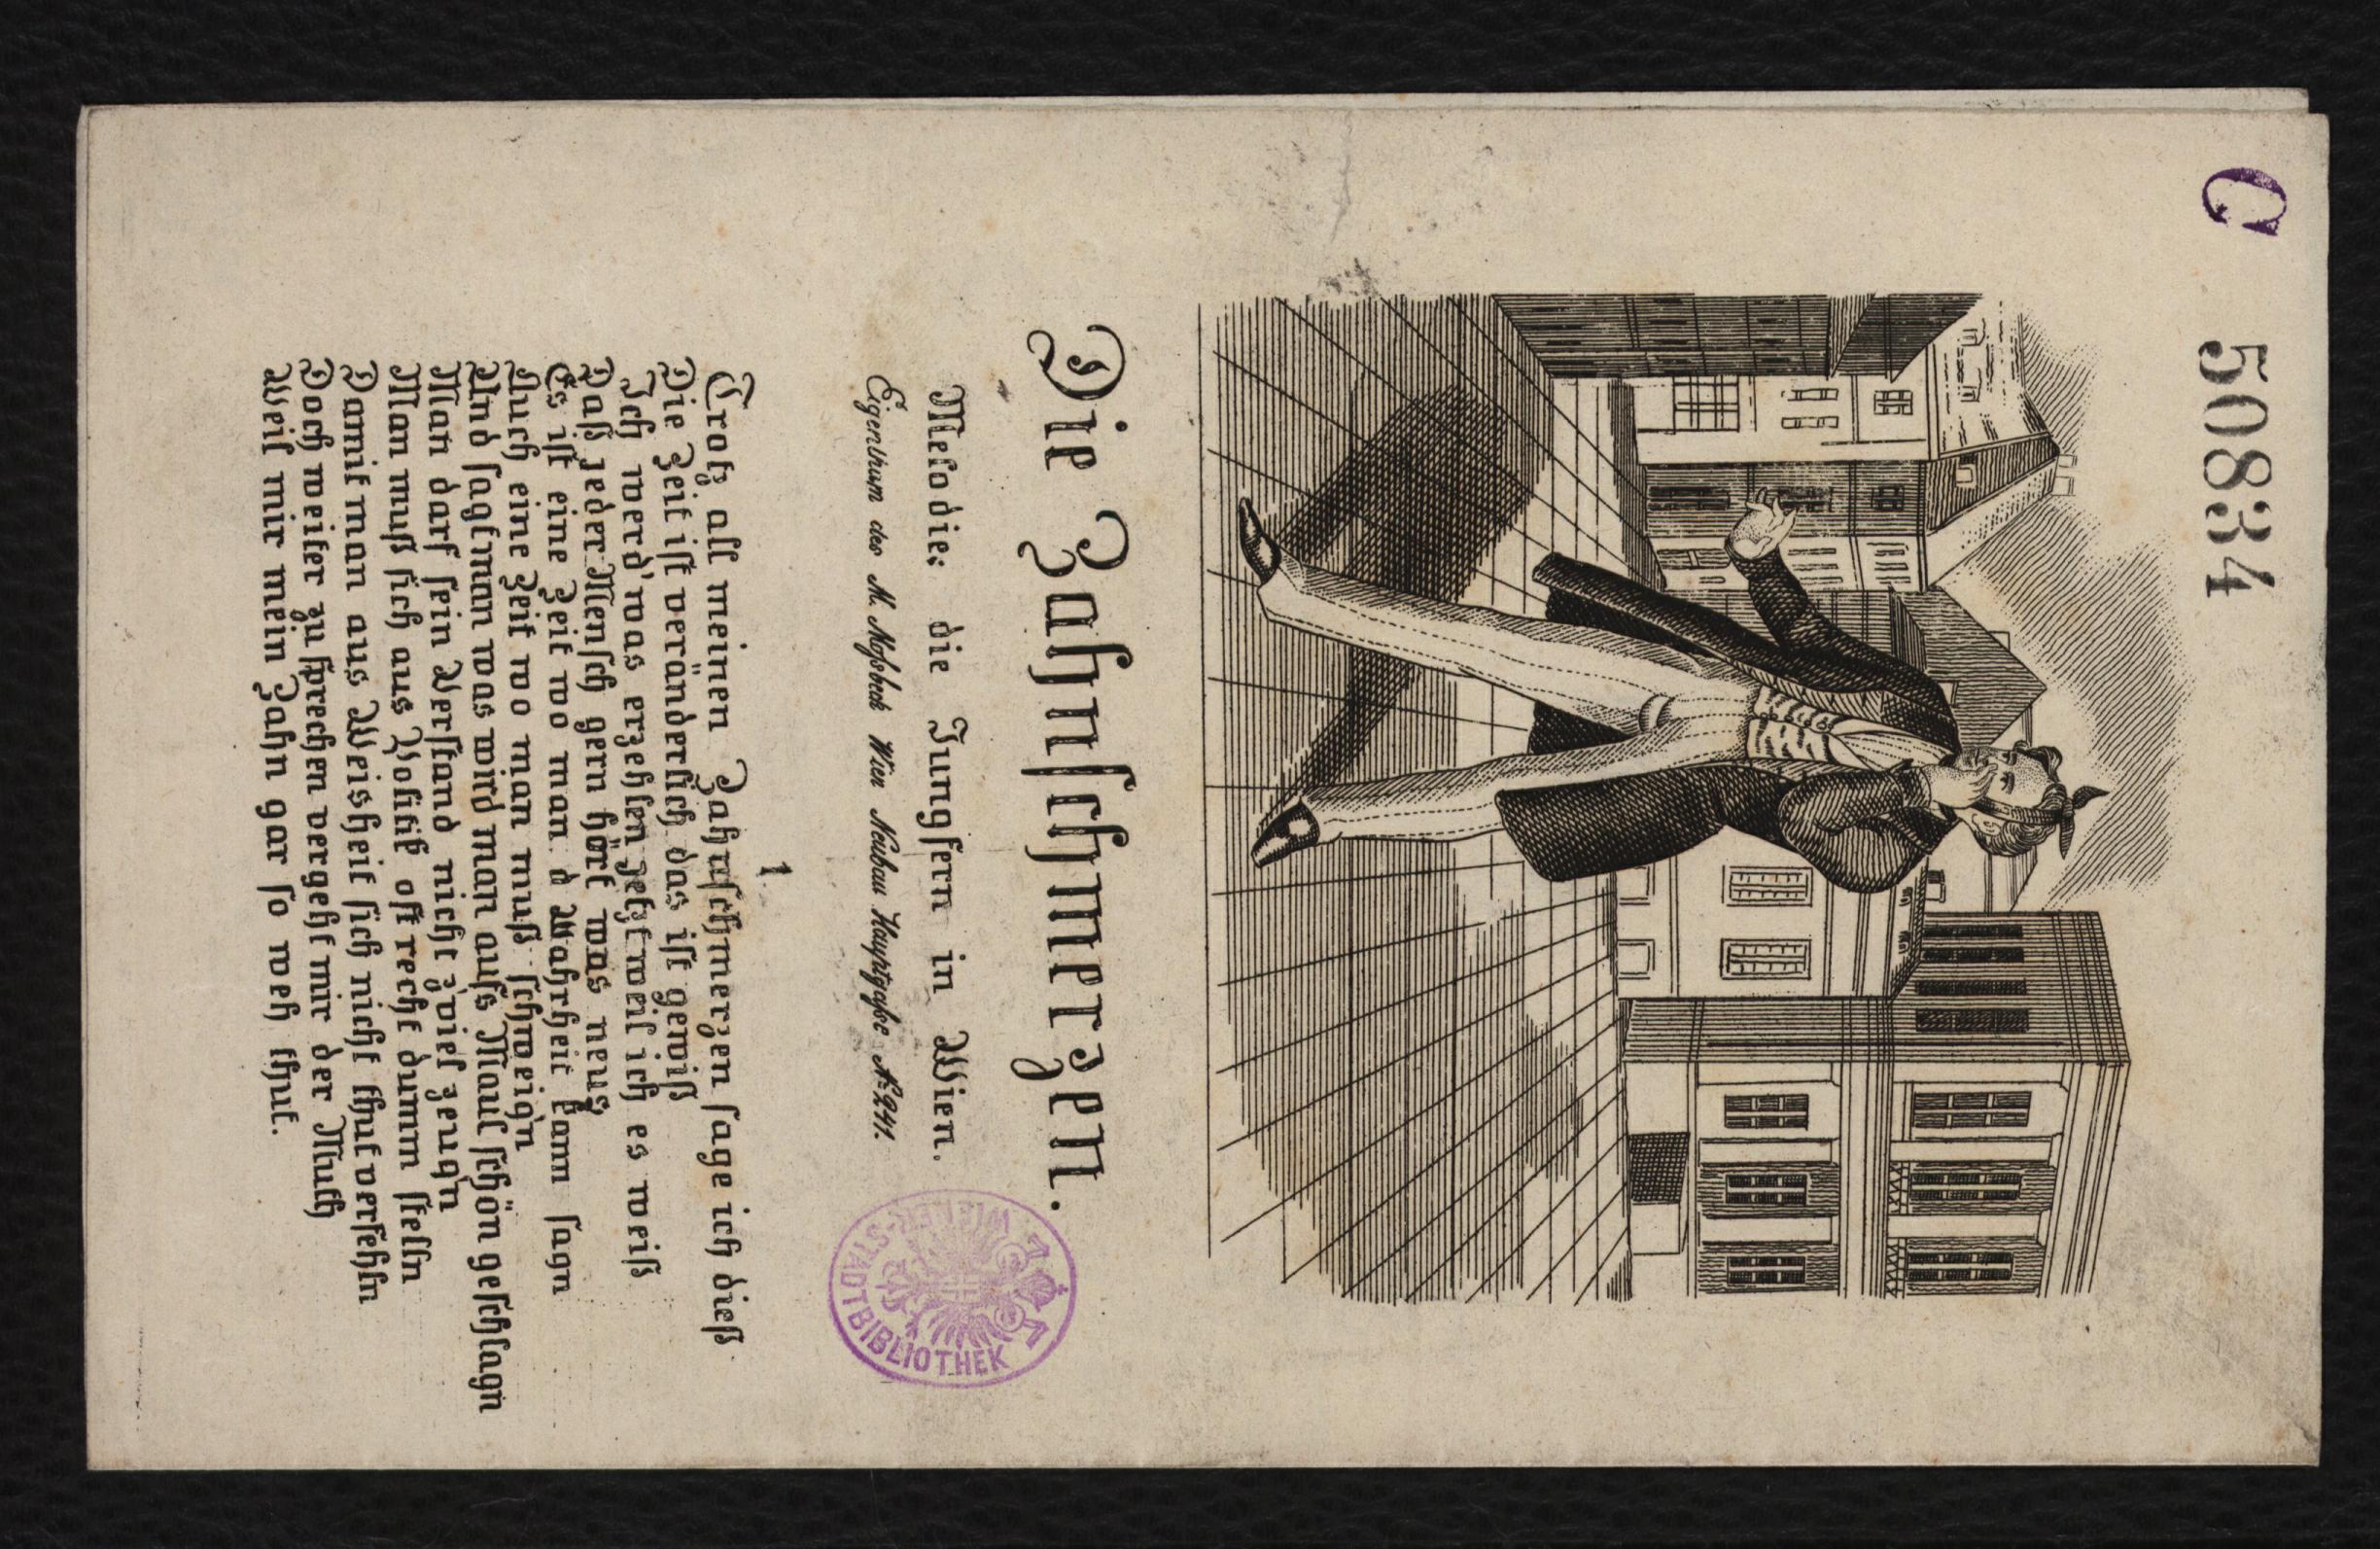 C 50834
Die Zahnschmerzen.
Melodie: die Jungfern in Wien.
Eigenthum des M. Moßbeck Wien Neubau Hauptgaße No 241.
WIENER-STADTBIBLIOTHEK
1.
Trotz all meinen Zahnschmerzen sage ich dieß
Die Zeit ist veränderlich das ist gewiß
Ich werd' was erzehlen jetzt weil ich es weiß
Daß jeder Mensch gern hört was neus
Es ist eine Zeit wo man d Wahrheit kann sagn
Auch eine Zeit wo man muß schweig'n
Und sagt mnn was wird man aufs Maul schön geschlagn
Man darf sein Verstand nicht z'viel zeug'n
Man muß sich aus Politik oft recht dumm stelln
Damit man aus Weisheit sich nicht thut verfehln
Doch weiter zu sprechen vergeht mir der Muth
Weil mir mein Zahn gar so weh thut.